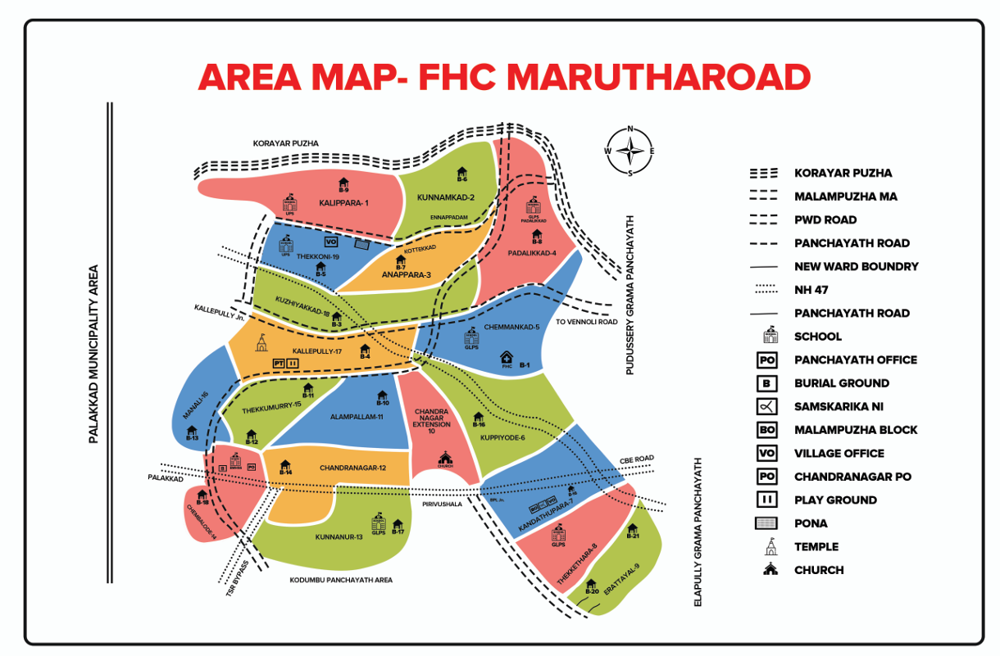 AREA MAP- FHC MARUTHAROAD
PALAKKAD MUNICIPALITY AREA
KORAYAR PUZHA
N
W
E
S
B-9
KALIPPARA- 1
UPS
B-6
KUNNAMKAD-2
ENNAPPADAM
GLPS
PADALIKKAD
B-8
PADALIKKAD-4
UPS
VO
THEKKONI-19
B-5
KOTTEKKAD
B-7
ANAPPARA-3
KUZHIYAKKAD-18
B-3
KALLEPULLY Jn.
KALLEPULLY-17
PT
B-4
CHEMMANKAD-5
GLPS
FHC
B-1
TO VENNOLI ROAD
PUDUSSERY GRAMA PANCHAYATH
MANALI-16
B-13
B-11
THEKKUMURRY-15
B-12
B-10
ALAMPALLAM-11
CHANDRA
NAGAR
EXTENSION
10
CHURCH
B-16
KUPPIYODE-6
PALAKKAD
B
PO
B-18
CHEMBALODE-14
B-14
CHANDRANAGAR-12
CBE ROAD
PIRIVUSHALA
BPL Jn.
BO
VO
KANDATHUPARA-7
KUNNANUR-13
GLPS
B-17
GLPS
THEKKETHARA-8
B-21
B-20
ERATTAYAL-9
TSR BYPASS
KODUMBU PANCHAYATH AREA
ELAPULLY GRAMA PANCHAYATH
KORAYAR PUZHA
MALAMPUZHA MA
PWD ROAD
PANCHAYATH ROAD
NEW WARD BOUNDRY
NH 47
PANCHAYATH ROAD
SCHOOL
PO PANCHAYATH OFFICE
B BURIAL GROUND
SAMSKARIKA NI
BO MALAMPUZHA BLOCK
VO VILLAGE OFFICE
PO CHANDRANAGAR PO
PLAY GROUND
PONA
TEMPLE
CHURCH